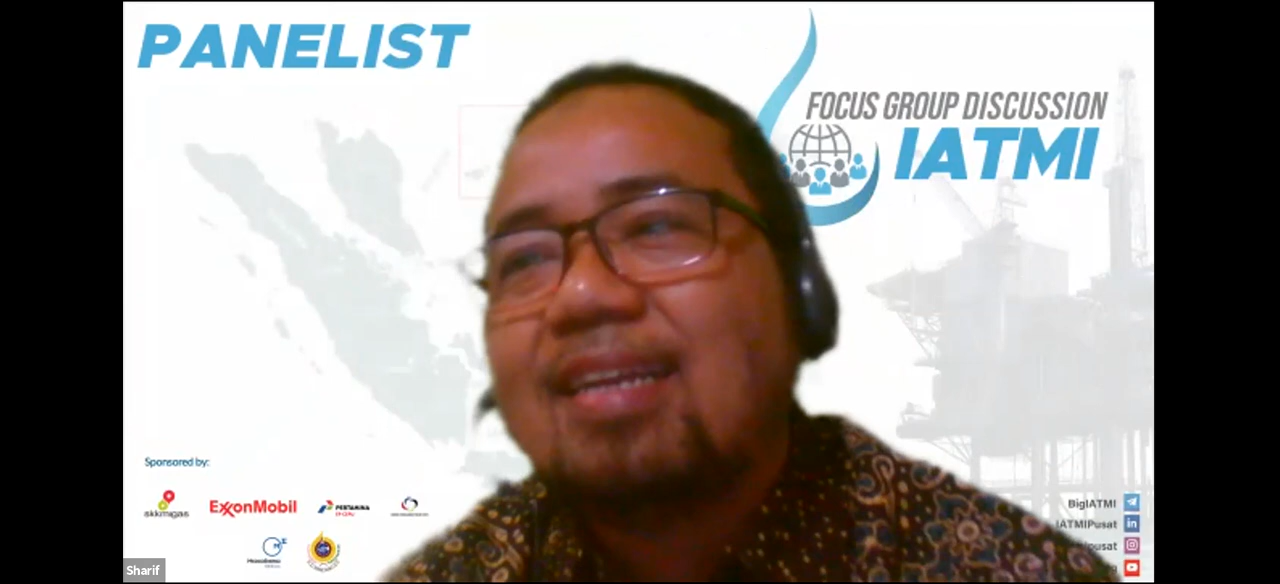 PANELIST
FOCUS GROUP DISCUSSION
IATMI
Sponsored by:
skkmigas
ExxonMobil
PERTAMINA
BigIATMI
IATMIPusat
Sharif